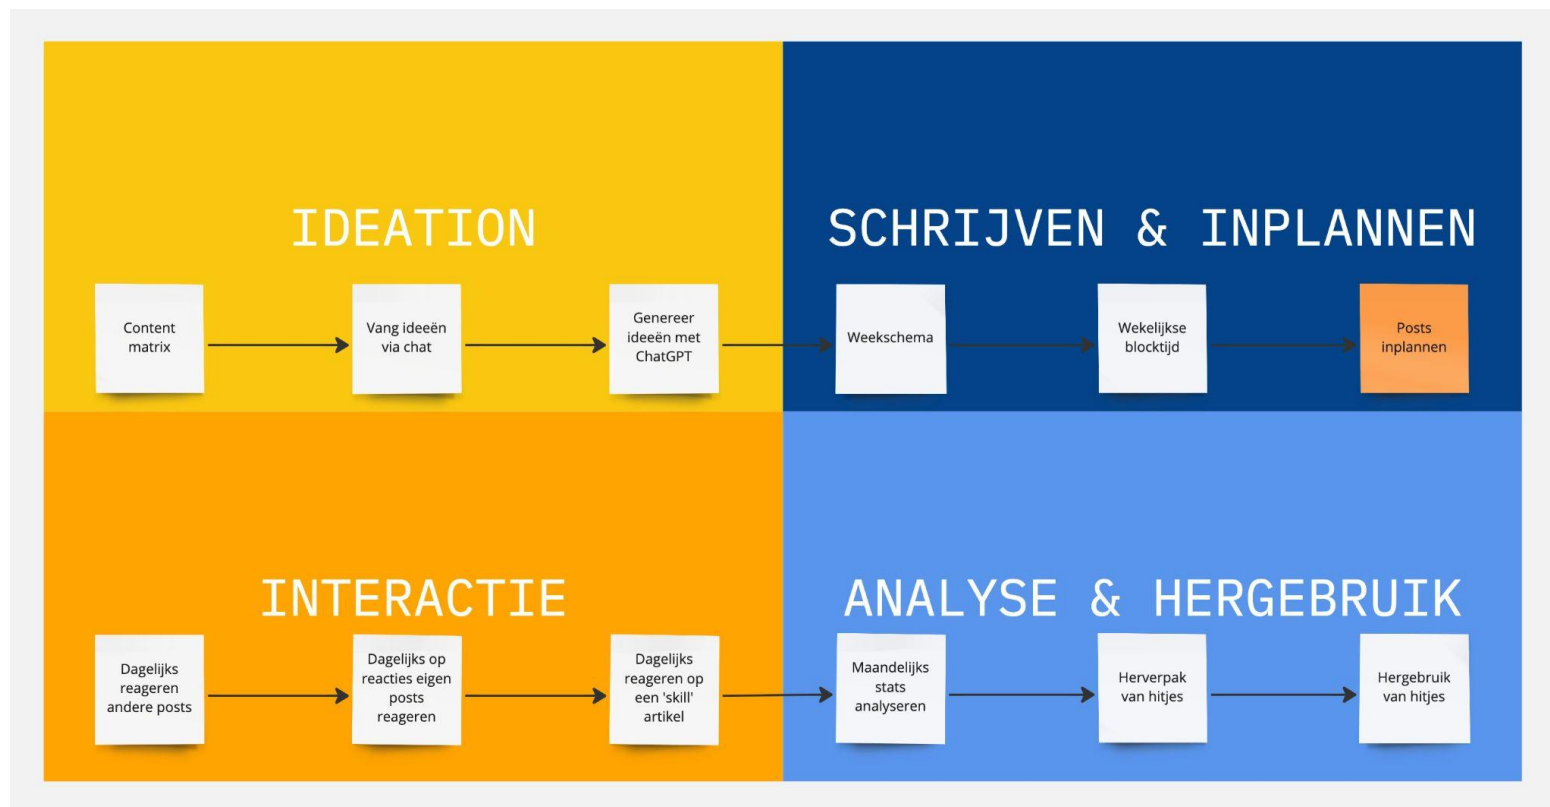 IDEATION
Content
matrix
Vang ideeën
via chat
Genereer
ideeën met
ChatGPT
SCHRIJVEN & INPLANNEN
Weekschema
Wekelijkse
blocktijd
Posts
inplannen
INTERACTIE
Dagelijks
reageren
andere posts
Dagelijks op
reacties eigen
posts
reageren
Dagelijks
reageren op
een 'skill'
artikel
ANALYSE & HERGEBRUIK
Maandelijks
stats
analyseren
Herverpak
van hitjes
Hergebruik
van hitjes